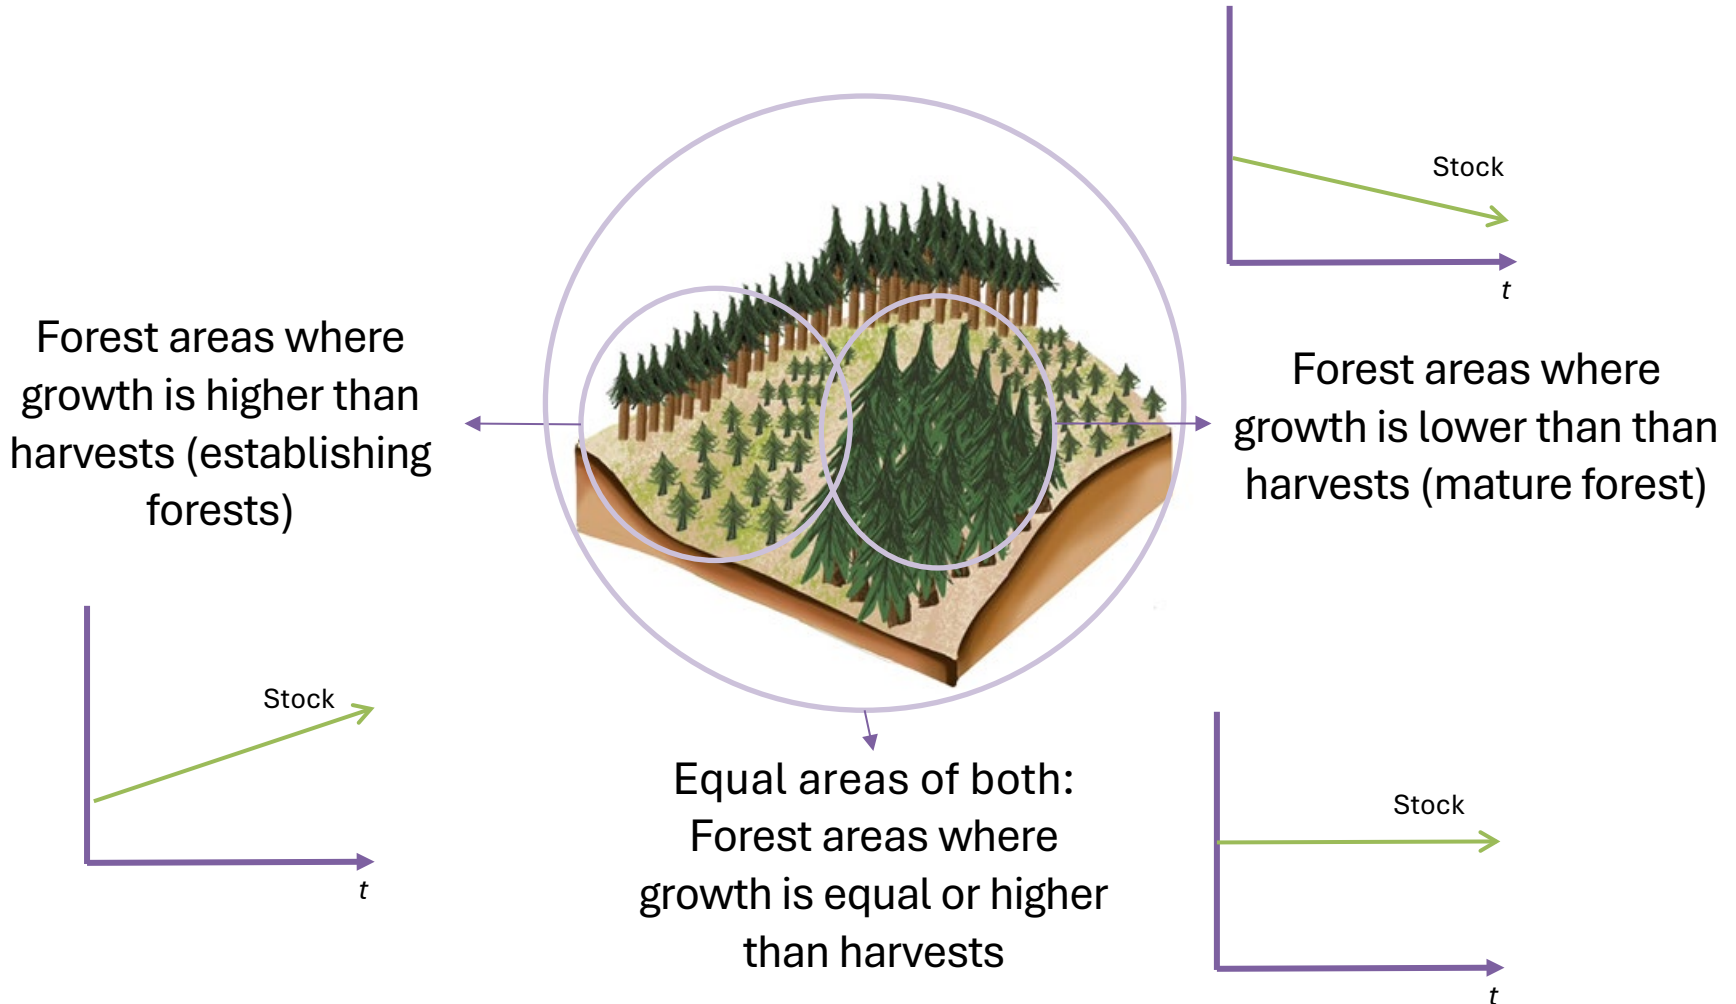 Stock
t
Forest areas where
growth is higher than
harvests (establishing
forests)
Forest areas where
growth is lower than than
harvests (mature forest)
Stock
t
Equal areas of both:
Forest areas where
growth is equal or higher
than harvests
Stock
t